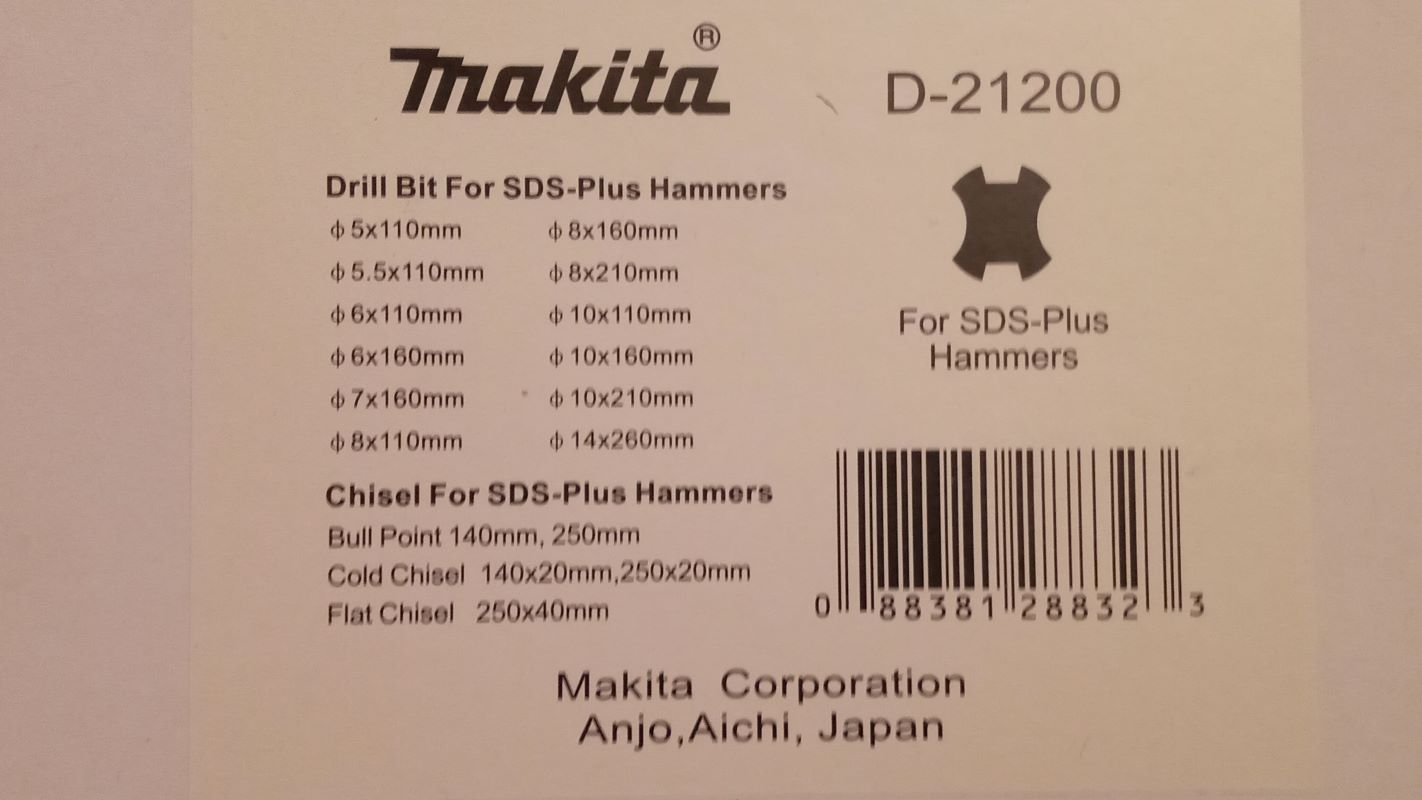 makita®
D-21200
Drill Bit For SDS-Plus Hammers
ϕ5x110mm ϕ8x160mm
ϕ5.5x110mm ϕ8x210mm
ϕ6x110mm ϕ10x110mm
ϕ6x160mm ϕ10x160mm
ϕ7x160mm ϕ10x210mm
ϕ8x110mm ϕ14x260mm
Chisel For SDS-Plus Hammers
Bull Point 140mm, 250mm
Cold Chisel 140x20mm,250x20mm
Flat Chisel 250x40mm
For SDS-Plus
Hammers
0 88381 28832 3
Makita Corporation
Anjo,Aichi, Japan